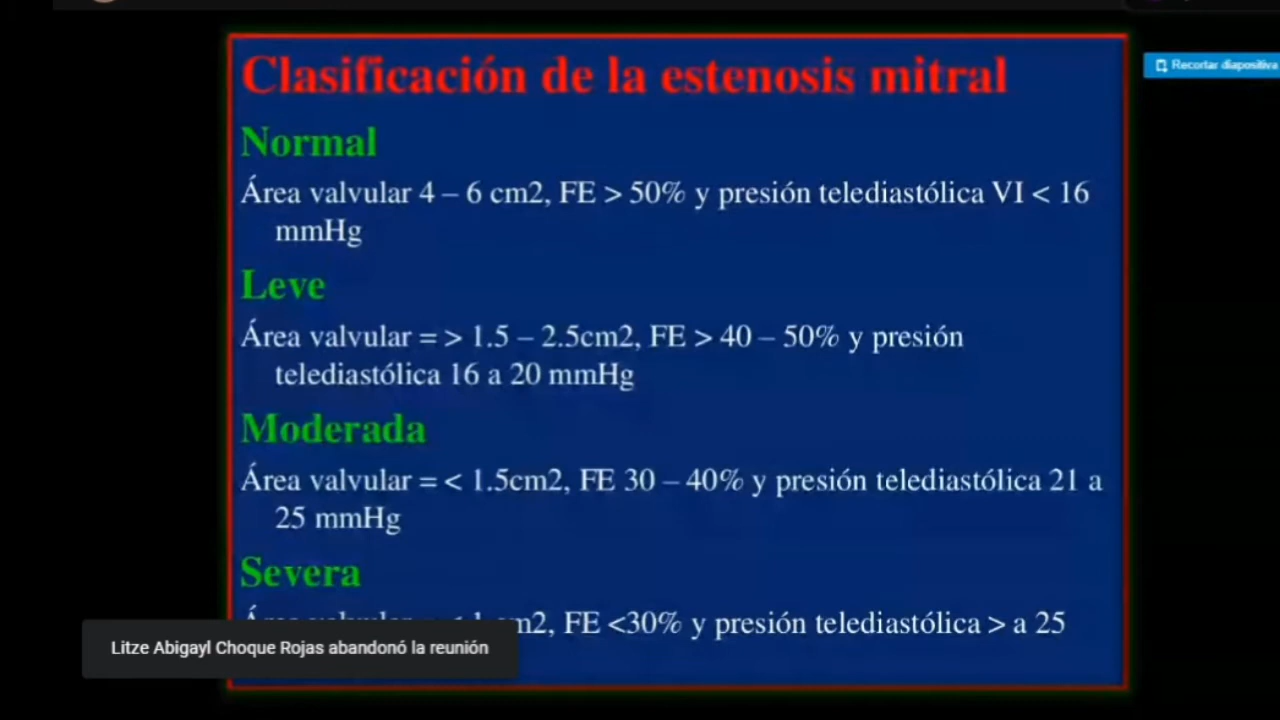 Recortar diapositiva
Clasificación de la estenosis mitral
Normal
Área valvular 4 – 6 cm2, FE > 50% y presión telediastólica VI < 16
mmHg
Leve
Área valvular = > 1.5 – 2.5cm2, FE > 40 – 50% y presión
telediastólica 16 a 20 mmHg
Moderada
Área valvular = < 1.5cm2, FE 30 – 40% y presión telediastólica 21 a
25 mmHg
Severa
m2, FE <30% y presión telediastólica > a 25
Litze Abigayl Choque Rojas abandonó la reunión